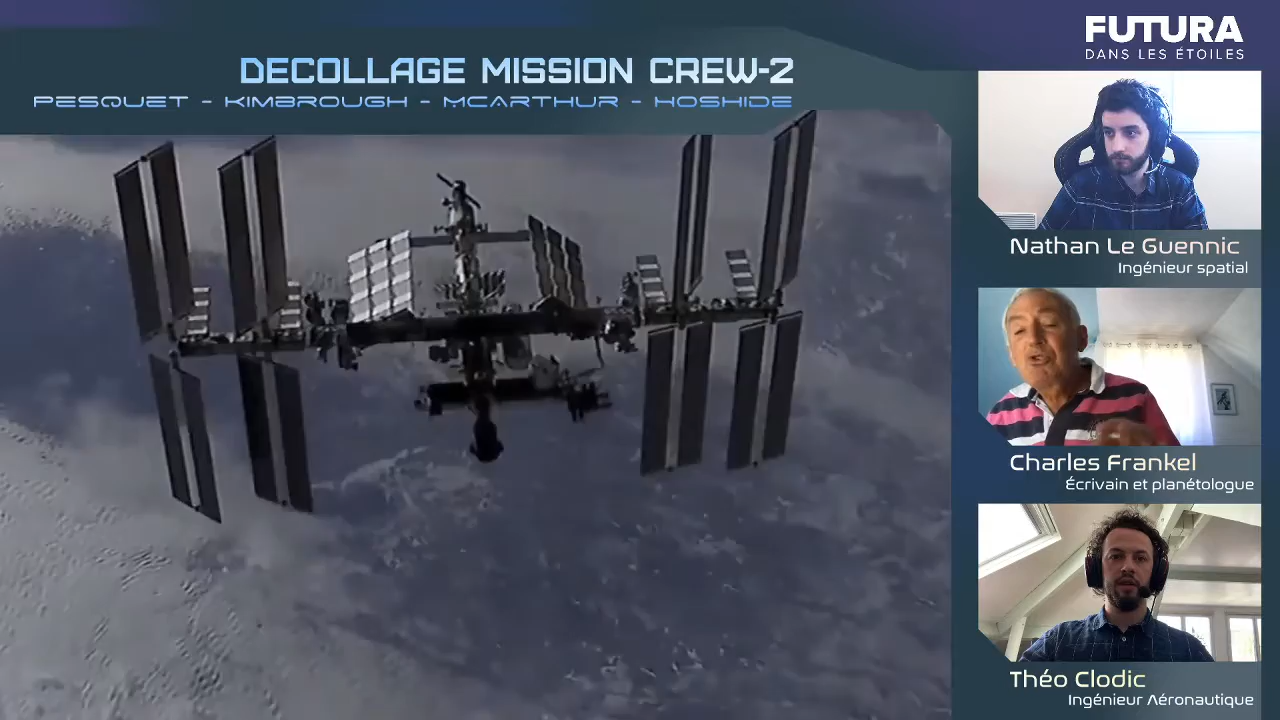 FUTURA
DANS LES ÉTOILES
DECOLLAGE MISSION CREW-2
PESQUET - KIMBROUGH - MCARTHUR - HOSHIDE
Nathan Le Guennic
Ingénieur spatial
Charles Frankel
Écrivain et planétologue
Théo Clodic
Ingénieur Aéronautique